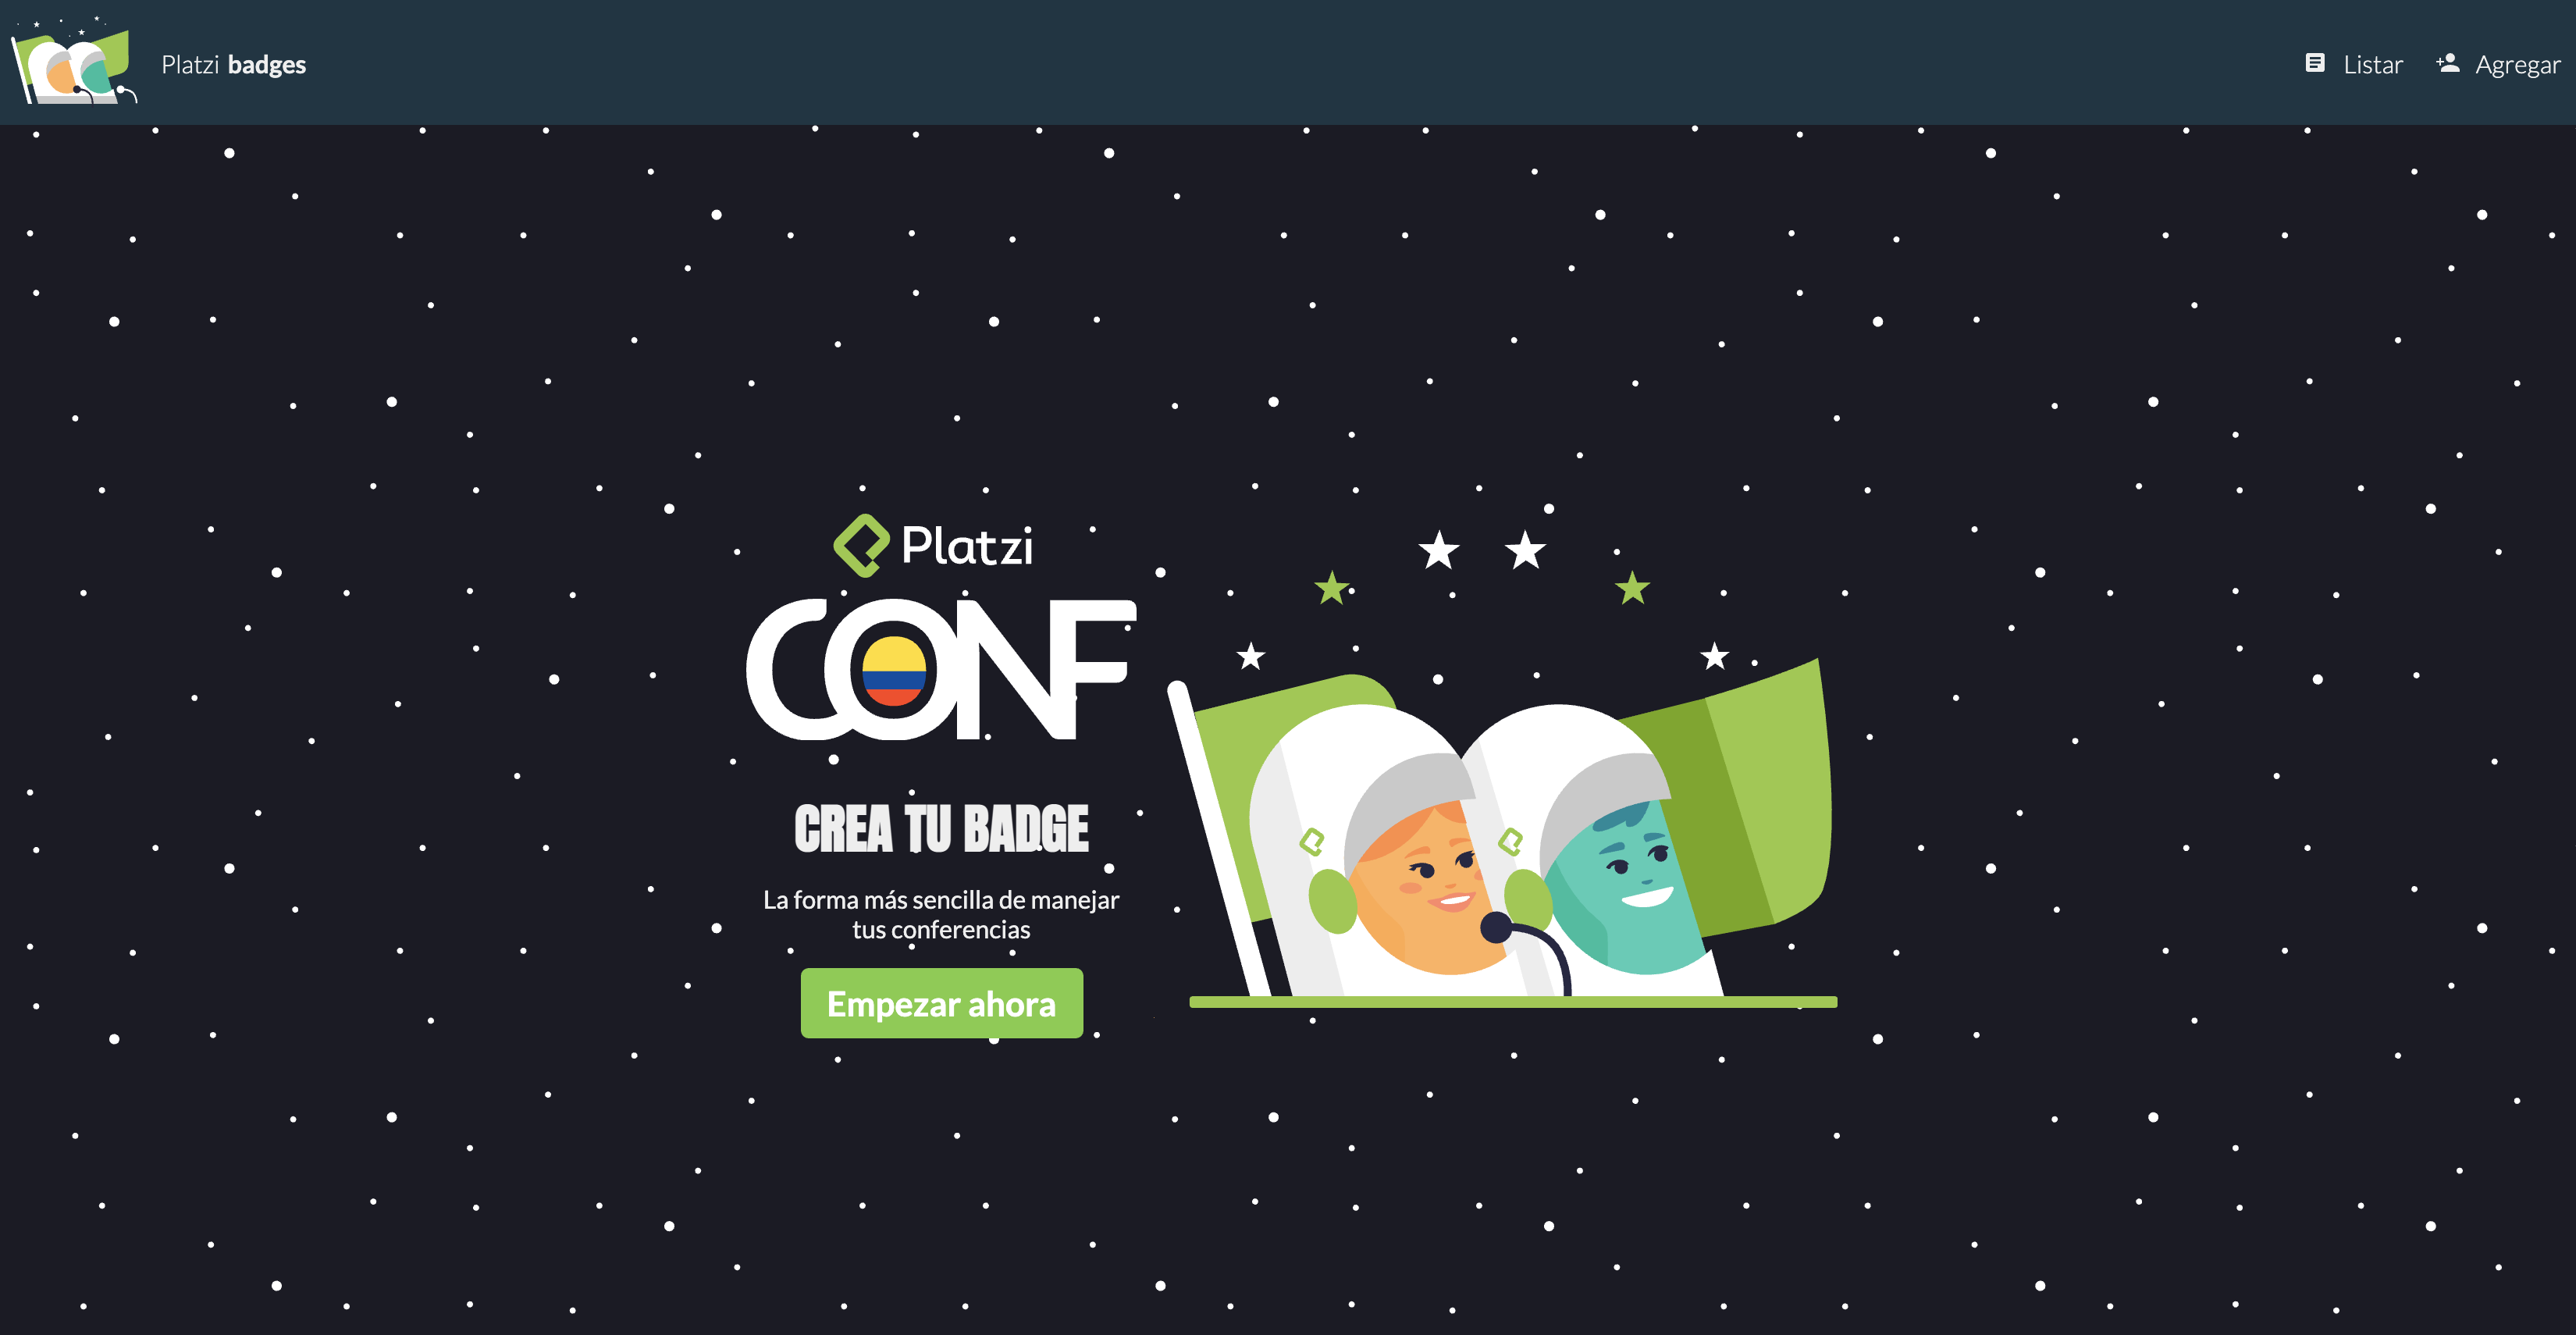 Platzi badges
Listar
Agregar
Platzi
CONF
CREA TU BADGE
La forma más sencilla de manejar
tus conferencias
Empezar ahora